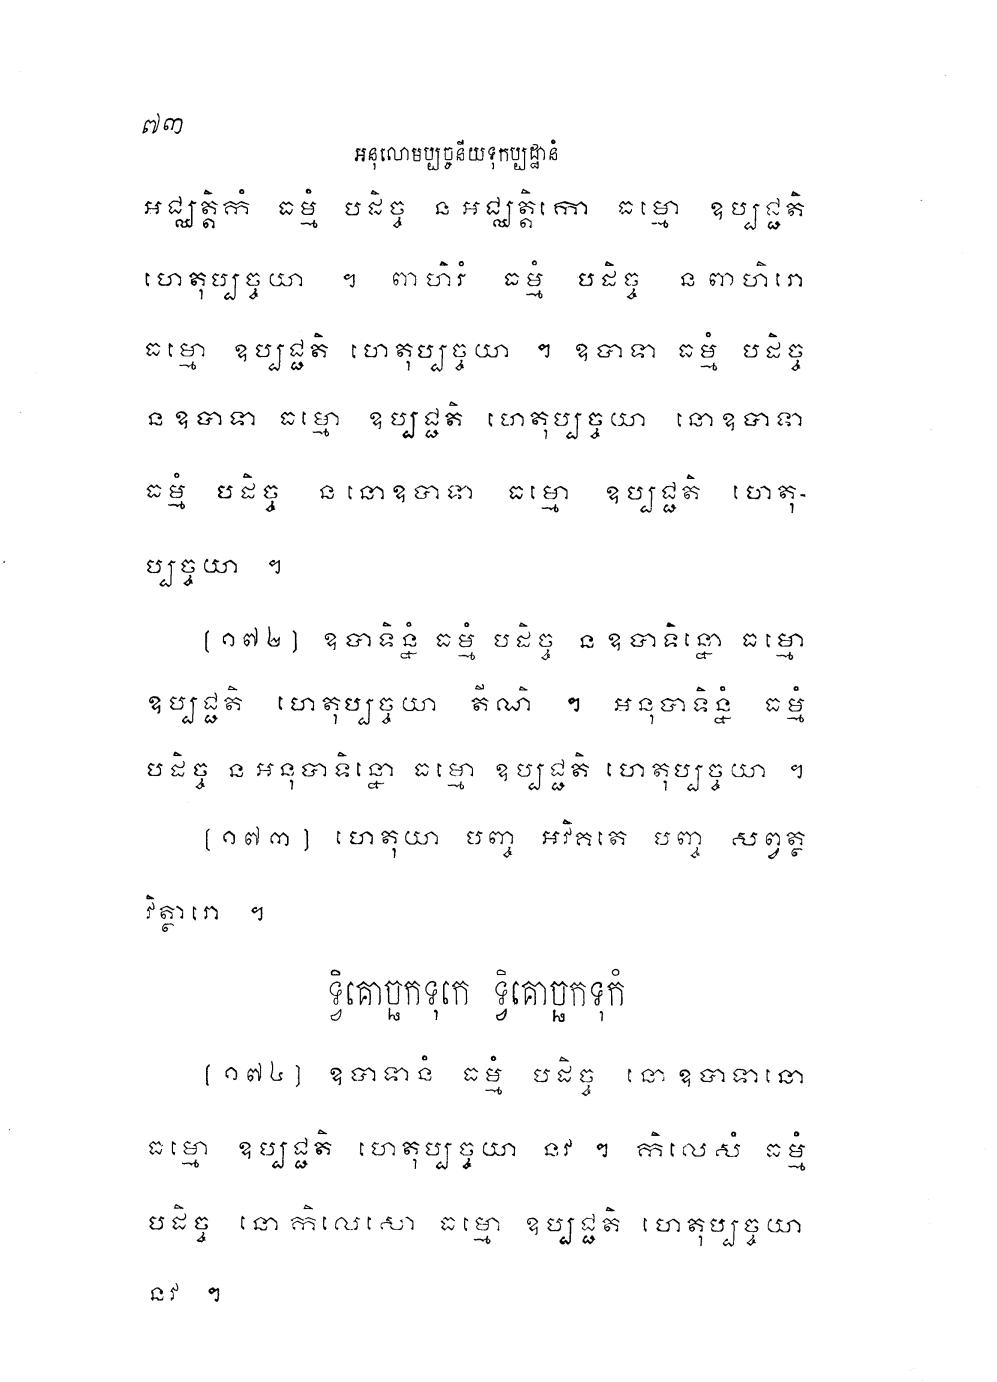 ៧៣
អនុលោមប្បច្ចនីយទុកប្បដ្ឋានំ
អជ្ឈត្តិកំ ធម្មំ បដិច្ច នអជ្ឈត្តិកោ ធម្មោ ឧប្បជ្ជតិ
ហេតុប្បច្ចយា ។ ពាហិរំ ធម្មំ បដិច្ច នពាហិរោ
ធម្មោ ឧប្បជ្ជតិ ហេតុប្បច្ចយា ។ ឧបាទា ធម្មំ បដិច្ច
នឧបាទា ធម្មោ ឧប្បជ្ជតិ ហេតុប្បច្ចយា នោឧបាទា
ធម្មំ បដិច្ច ននោឧបាទា ធម្មោ ឧប្បជ្ជតិ ហេតុ-
ប្បច្ចយា ។
[១៧២] ឧបាទិន្នំ ធម្មំ បដិច្ច នឧបាទិន្នោ ធម្មោ
ឧប្បជ្ជតិ ហេតុប្បច្ចយា តីណិ ។ អនុបាទិន្នំ ធម្មំ
បដិច្ច នអនុបាទិន្នោ ធម្មោ ឧប្បជ្ជតិ ហេតុប្បច្ចយា ។
[១៧៣] ហេតុយា បញ្ច អវិគតេ បញ្ច សព្វត្ថ
វិត្ថារោ ។
ទ្វិគោច្ឆកទុកេ ទ្វិគោច្ឆកទុកំ
[១៧៤] ឧបាទានំ ធម្មំ បដិច្ច នោឧបាទានោ
ធម្មោ ឧប្បជ្ជតិ ហេតុប្បច្ចយា នវ ។ កិលេសំ ធម្មំ
បដិច្ច នោកិលេសោ ធម្មោ ឧប្បជ្ជតិ ហេតុប្បច្ចយា
នវ ។